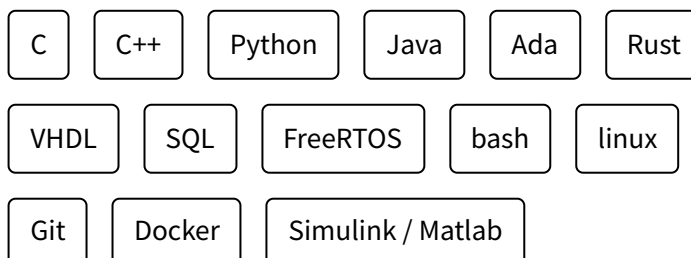 C C++ Python Java Ada Rust
VHDL SQL FreeRTOS bash linux
Git Docker Simulink / Matlab